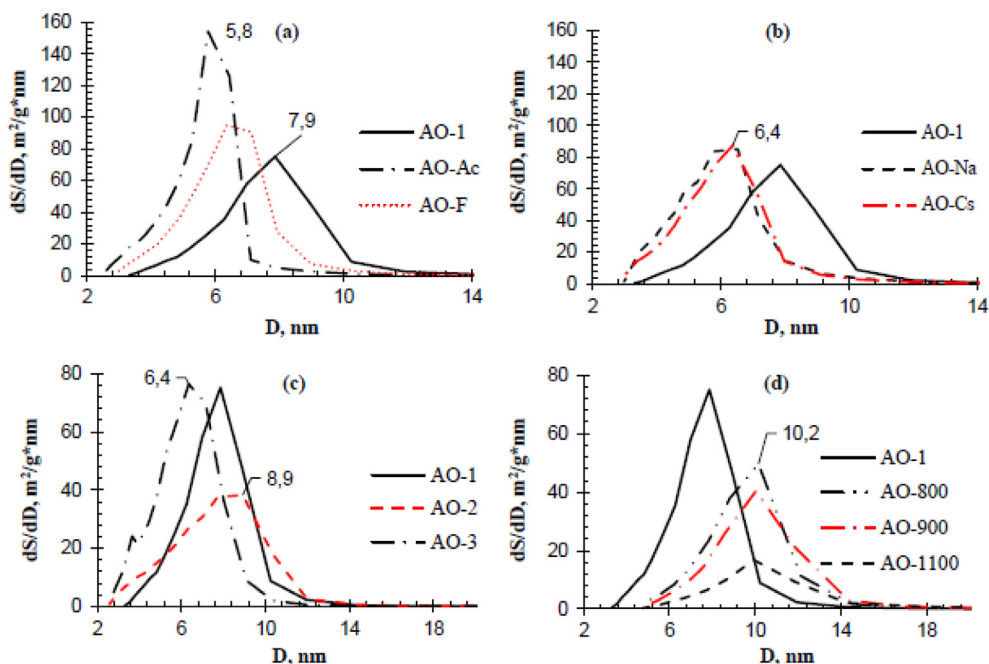 (a)
dS/dD, m²/g*nm
160
140
120
100
80
60
40
20
0
5,8
7,9
AO-1
AO-Ac
AO-F
2 6 10 14
D, nm
(b)
dS/dD, m²/g*nm
160
140
120
100
80
60
40
20
0
6,4
AO-1
AO-Na
AO-Cs
2 6 10 14
D, nm
(c)
dS/dD, m²/g*nm
80
60
40
20
0
6,4
8,9
AO-1
AO-2
AO-3
2 6 10 14 18
D, nm
(d)
dS/dD, m²/g*nm
80
60
40
20
0
10,2
AO-1
AO-800
AO-900
AO-1100
2 6 10 14 18
D, nm